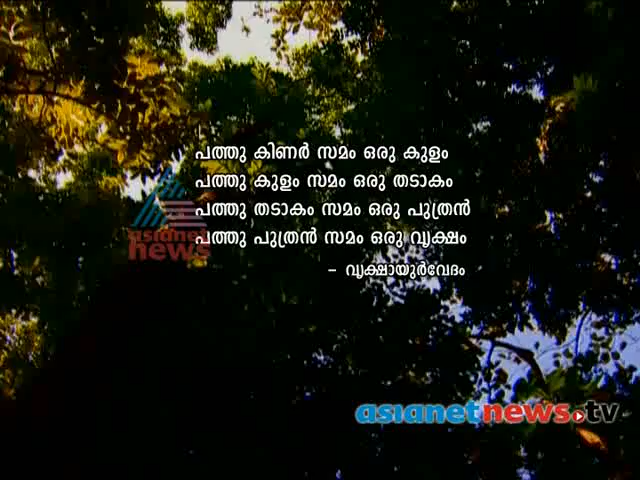 പത്തു കിണർ സമം ഒരു കുളം
പത്തു കുളം സമം ഒരു തടാകം
പത്തു തടാകം സമം ഒരു പുത്രൻ
പത്തു പുത്രൻ സമം ഒരു വൃക്ഷം
– വൃക്ഷായുർവേദം
asianet
news
asianetnews.tv